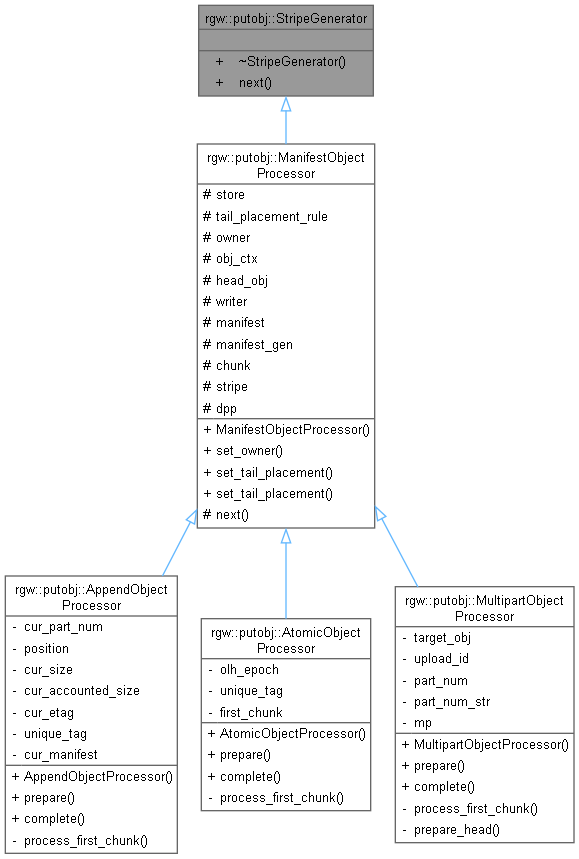 rgw::putobj::StripeGenerator
+ ~StripeGenerator()
+ next()
rgw::putobj::ManifestObject
Processor
# store
# tail_placement_rule
# owner
# obj_ctx
# head_obj
# writer
# manifest
# manifest_gen
# chunk
# stripe
# dpp
+ ManifestObjectProcessor()
+ set_owner()
+ set_tail_placement()
+ set_tail_placement()
# next()
rgw::putobj::AppendObject
Processor
- cur_part_num
- position
- cur_size
- cur_accounted_size
- cur_etag
- unique_tag
- cur_manifest
+ AppendObjectProcessor()
+ prepare()
+ complete()
- process_first_chunk()
rgw::putobj::AtomicObject
Processor
- olh_epoch
- unique_tag
- first_chunk
+ AtomicObjectProcessor()
+ prepare()
+ complete()
- process_first_chunk()
rgw::putobj::MultipartObject
Processor
- target_obj
- upload_id
- part_num
- part_num_str
- mp
+ MultipartObjectProcessor()
+ prepare()
+ complete()
- process_first_chunk()
- prepare_head()